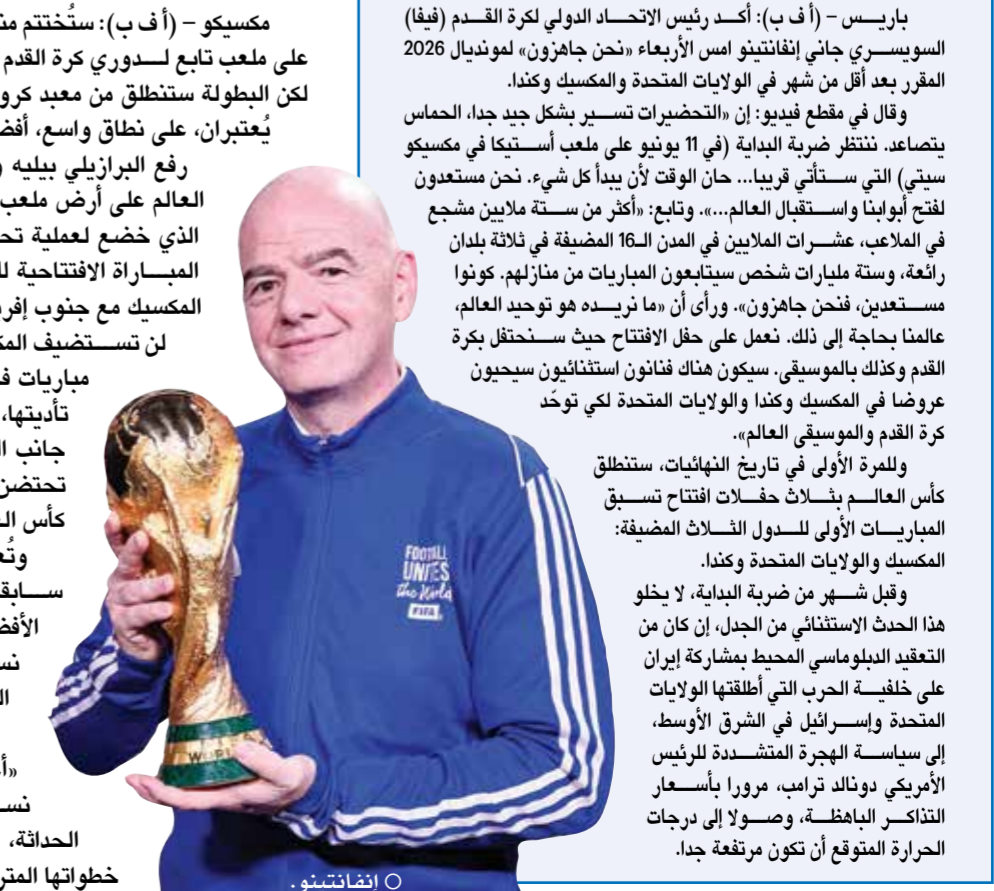 باريس – (أ ف ب): أكد رئيس الاتحاد الدولي لكرة القدم (فيفا)
السويسري جاني إنفانتينو امس الأربعاء «نحن جاهزون» لمونديال 2026
المقرر بعد أقل من شهر في الولايات المتحدة والمكسيك وكندا.
وقال في مقطع فيديو: إن «التحضيرات تسير بشكل جيد جدا، الحماس
يتصاعد. ننتظر ضربة البداية (في 11 يونيو على ملعب أستيكا في مكسيكو
سيتي) التي ستأتي قريبا... حان الوقت لأن يبدأ كل شيء. نحن مستعدون
لفتح أبوابنا واستقبال العالم...». وتابع: «أكثر من ستة ملايين مشجع
في الملاعب، عشرات الملايين في المدن الـ16 المضيفة في ثلاثة بلدان
رائعة، وستة مليارات شخص سيتابعون المباريات من منازلهم. كونوا
مستعدين، فنحن جاهزون». ورأى أن «ما نريده هو توحيد العالم،
عالمنا بحاجة إلى ذلك. نعمل على حفل الافتتاح حيث سنحتفل بكرة
القدم وكذلك بالموسيقى. سيكون هناك فنانون استثنائيون سيحيون
عروضا في المكسيك وكندا والولايات المتحدة لكي توحّد
كرة القدم والموسيقى العالم».
وللمرة الأولى في تاريخ النهائيات، ستنطلق
كأس العالم بثلاث حفلات افتتاح تسبق
المباريات الأولى للدول الثلاث المضيفة:
المكسيك والولايات المتحدة وكندا.
وقبل شهر من ضربة البداية، لا يخلو
هذا الحدث الاستثنائي من الجدل، إن كان من
التعقيد الدبلوماسي المحيط بمشاركة إيران
على خلفية الحرب التي أطلقتها الولايات
المتحدة وإسرائيل في الشرق الأوسط،
إلى سياسة الهجرة المتشددة للرئيس
الأمريكي دونالد ترامب، مرورا بأسعار
التذاكر الباهظة، وصولا إلى درجات
الحرارة المتوقع أن تكون مرتفعة جدا.
FOOTBALL
UNITES
the World
FIFA
WORL
○ إنفانتينو.
مكسيكو – (أ ف ب): ستُختتم
على ملعب تابع لدوري كرة القدم
لكن البطولة ستنطلق من معبد
يُعتبران، على نطاق واسع،
رفع البرازيلي بيليه
العالم على أرض ملعب
الذي خضع لعملية
المباراة الافتتاحية
المكسيك مع جنوب
لن تستضيف
مباريات
تأديتها،
جانب
تحتضن
كأس
الحداثة،
خطواتها